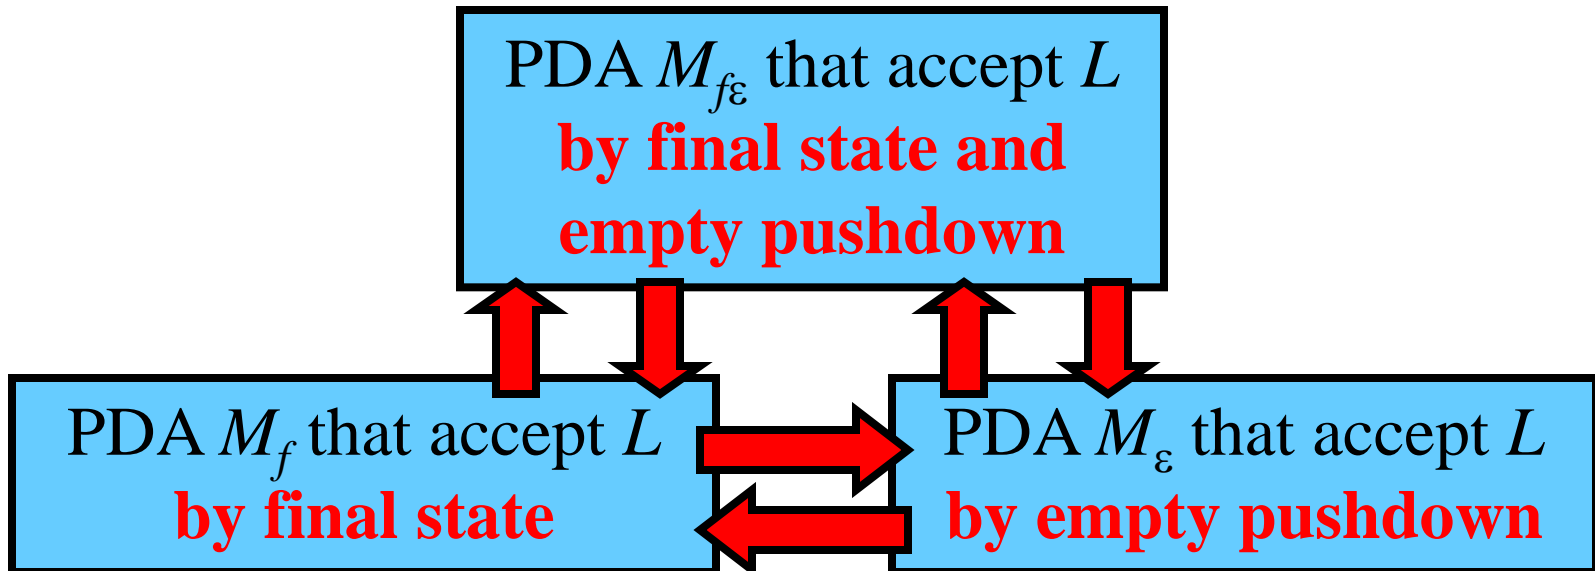 PDA M_fε that accept L
by final state and
empty pushdown
PDA M_f that accept L
by final state
PDA M_ε that accept L
by empty pushdown